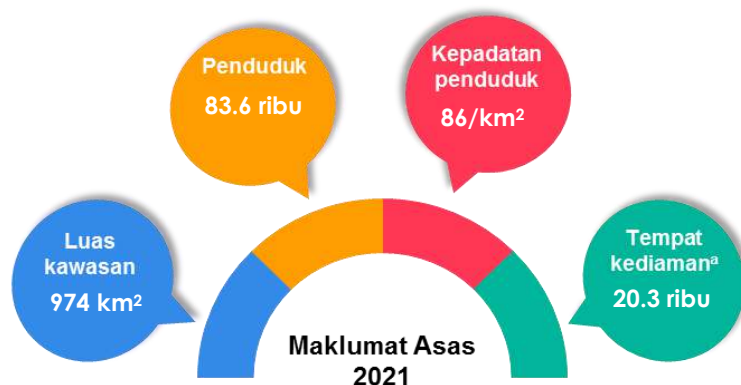 Penduduk
83.6 ribu
Kepadatan
penduduk
86/km²
Luas
kawasan
974 km²
Tempat
kediamanᵃ
20.3 ribu
Maklumat Asas
2021